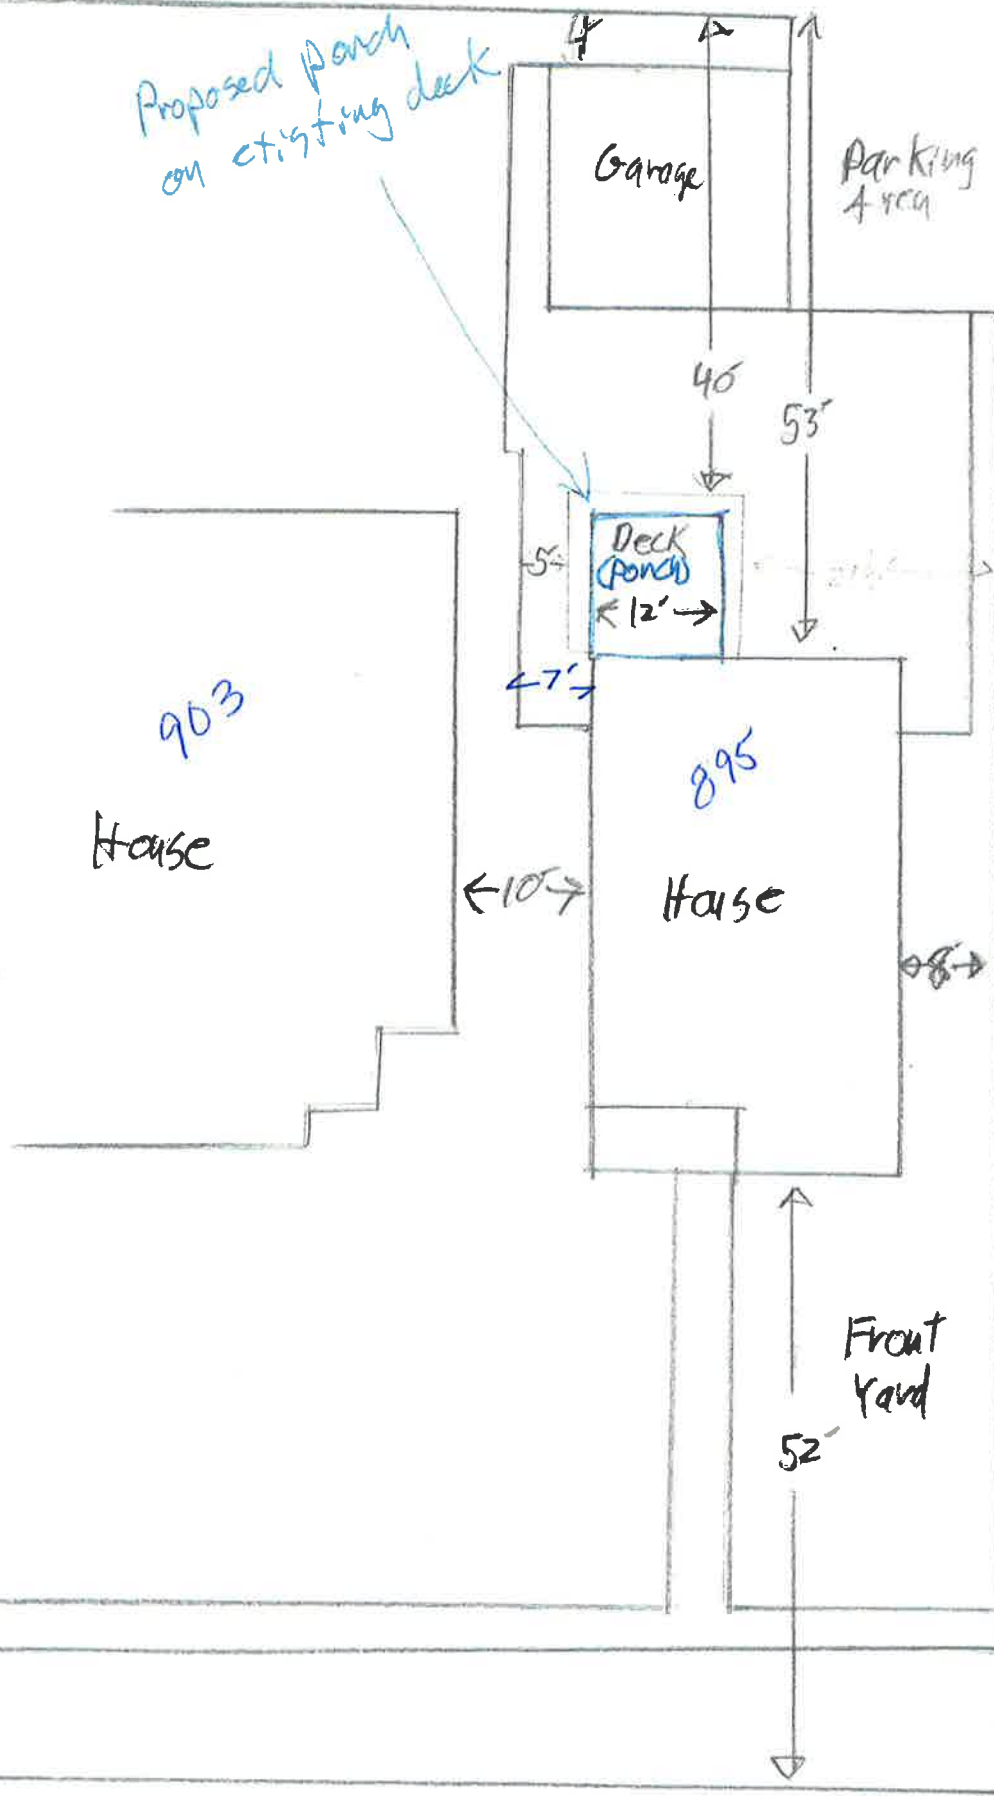 4
Proposed porch
on existing deck
Garage
Parking
Area
40'
53'
Deck
(porch)
5'
12'
7'
903
895
House
House
10'
8'
Front
Yard
52'